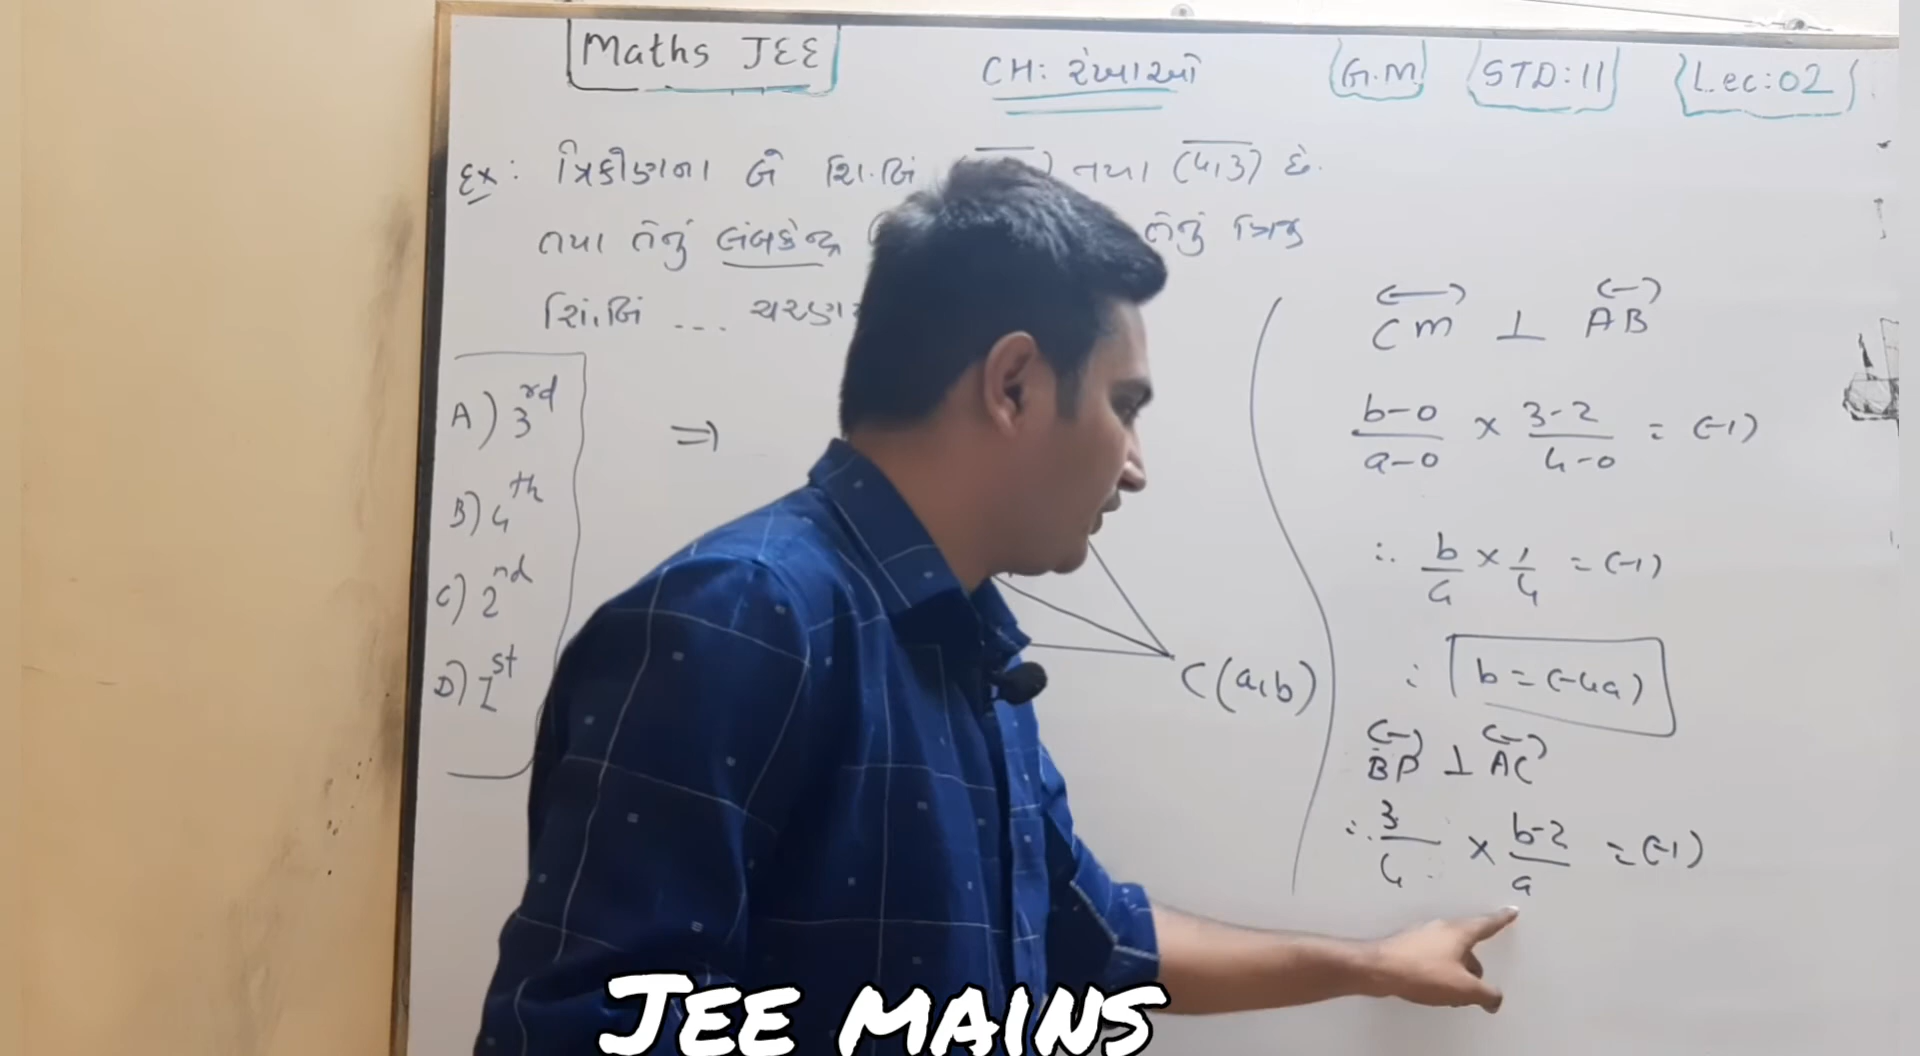 Maths JEE
CH: રેખાઓ
G.M
STD:11
Lec:02
Ex: ત્રિકોણના બે શિ.બિં ) તથા (4,3) છે.
તથા તેનું લંબકેન્દ્ર તેનું ત્રિજુ
શિ.બિં ... ચરણ
A) 3rd
B) 4th
C) 2nd
D) 1st
⇒
C(a,b)
CM ⊥ AB
b-0/a-0 × 3-2/4-0 = (-1)
∴ b/a × 1/4 = (-1)
∴ b = (-4a)
BP ⊥ AC
∴ 3/4 × b-2/a = (-1)
JEE MAINS